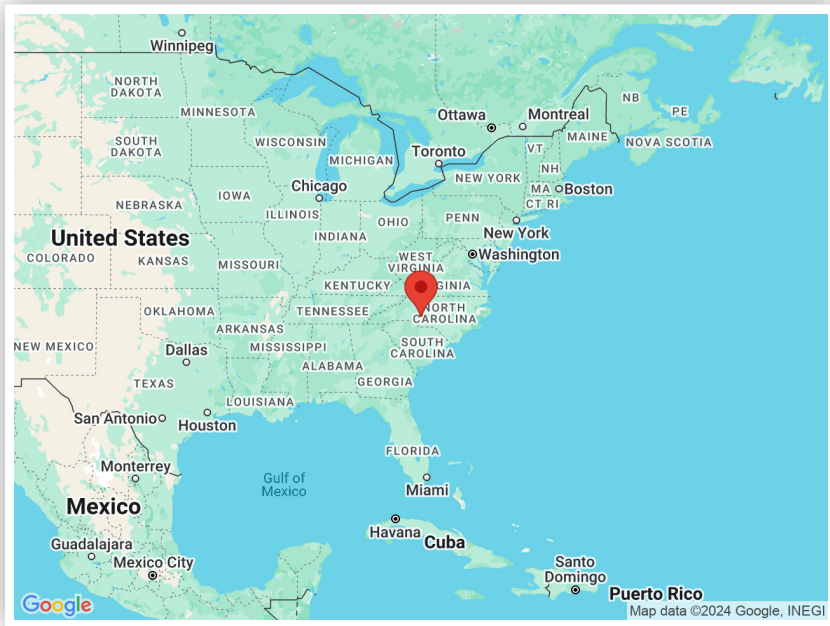 Winnipeg
NORTH
DAKOTA
MINNESOTA
Ottawa
Montreal
NB
PE
MAINE
NOVA SCOTIA
SOUTH
DAKOTA
WISCONSIN
MICHIGAN
Toronto
VT
NH
NEW YORK
MA
Boston
CT RI
NEBRASKA
IOWA
Chicago
ILLINOIS
INDIANA
OHIO
PENN
New York
United States
COLORADO
KANSAS
MISSOURI
WEST
VIRGINIA
Washington
KENTUCKY
GINIA
OKLAHOMA
TENNESSEE
NORTH
CAROLINA
ARKANSAS
NEW MEXICO
Dallas
MISSISSIPPI
SOUTH
CAROLINA
ALABAMA
GEORGIA
TEXAS
LOUISIANA
San Antonio
Houston
FLORIDA
Monterrey
Gulf of
Mexico
Miami
Mexico
Havana
Cuba
Guadalajara
Mexico City
Santo
Domingo
Puerto Rico
Google
Map data ©2024 Google, INEGI